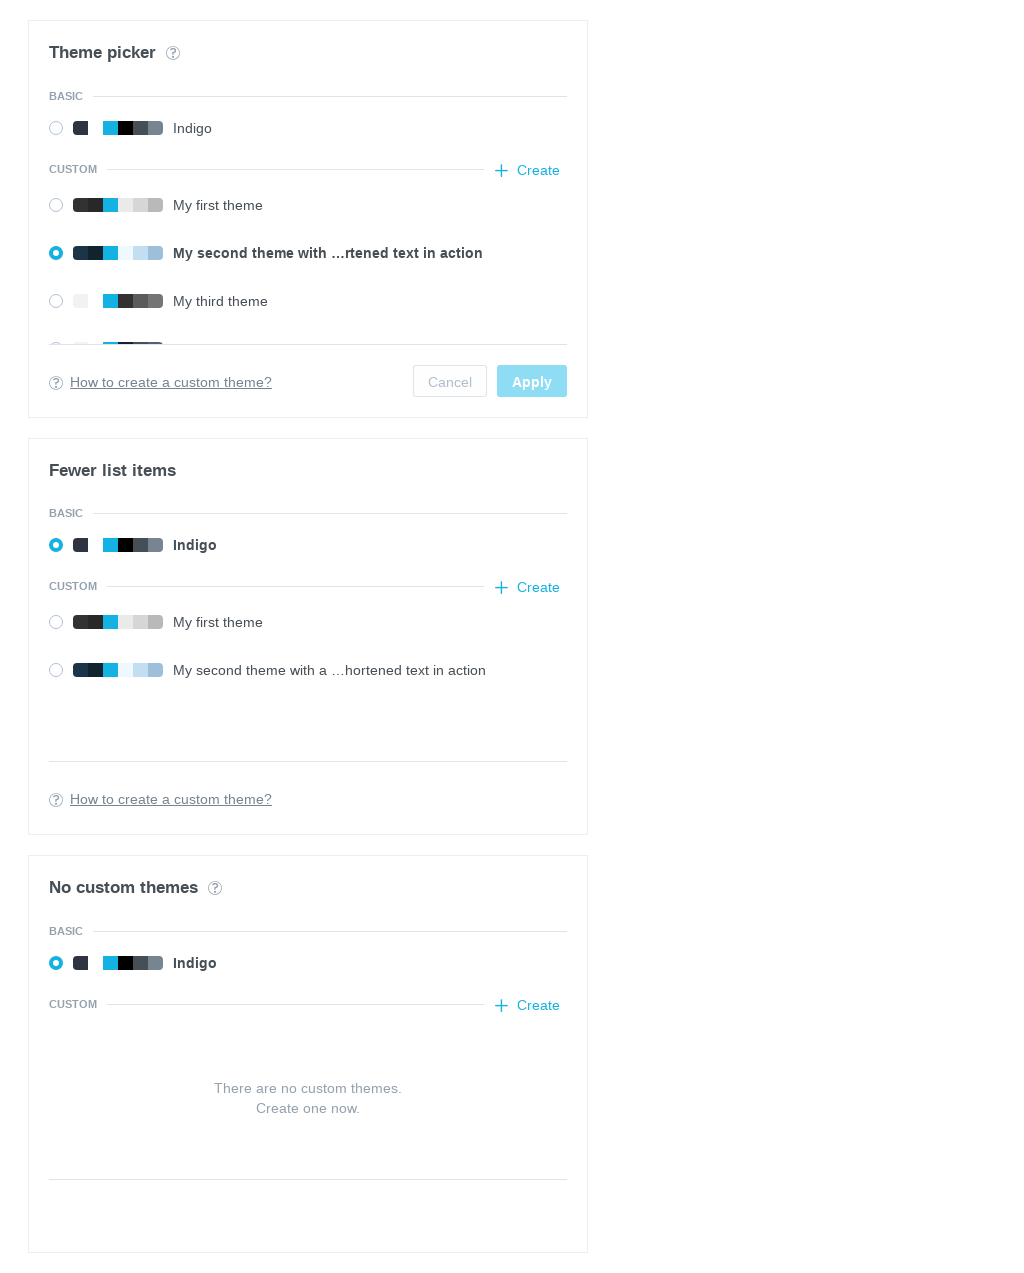 Theme picker ?
BASIC
Indigo
CUSTOM + Create
My first theme
My second theme with …rtened text in action
My third theme
? How to create a custom theme? Cancel Apply
Fewer list items
BASIC
Indigo
CUSTOM + Create
My first theme
My second theme with a …hortened text in action
? How to create a custom theme?
No custom themes ?
BASIC
Indigo
CUSTOM + Create
There are no custom themes.
Create one now.